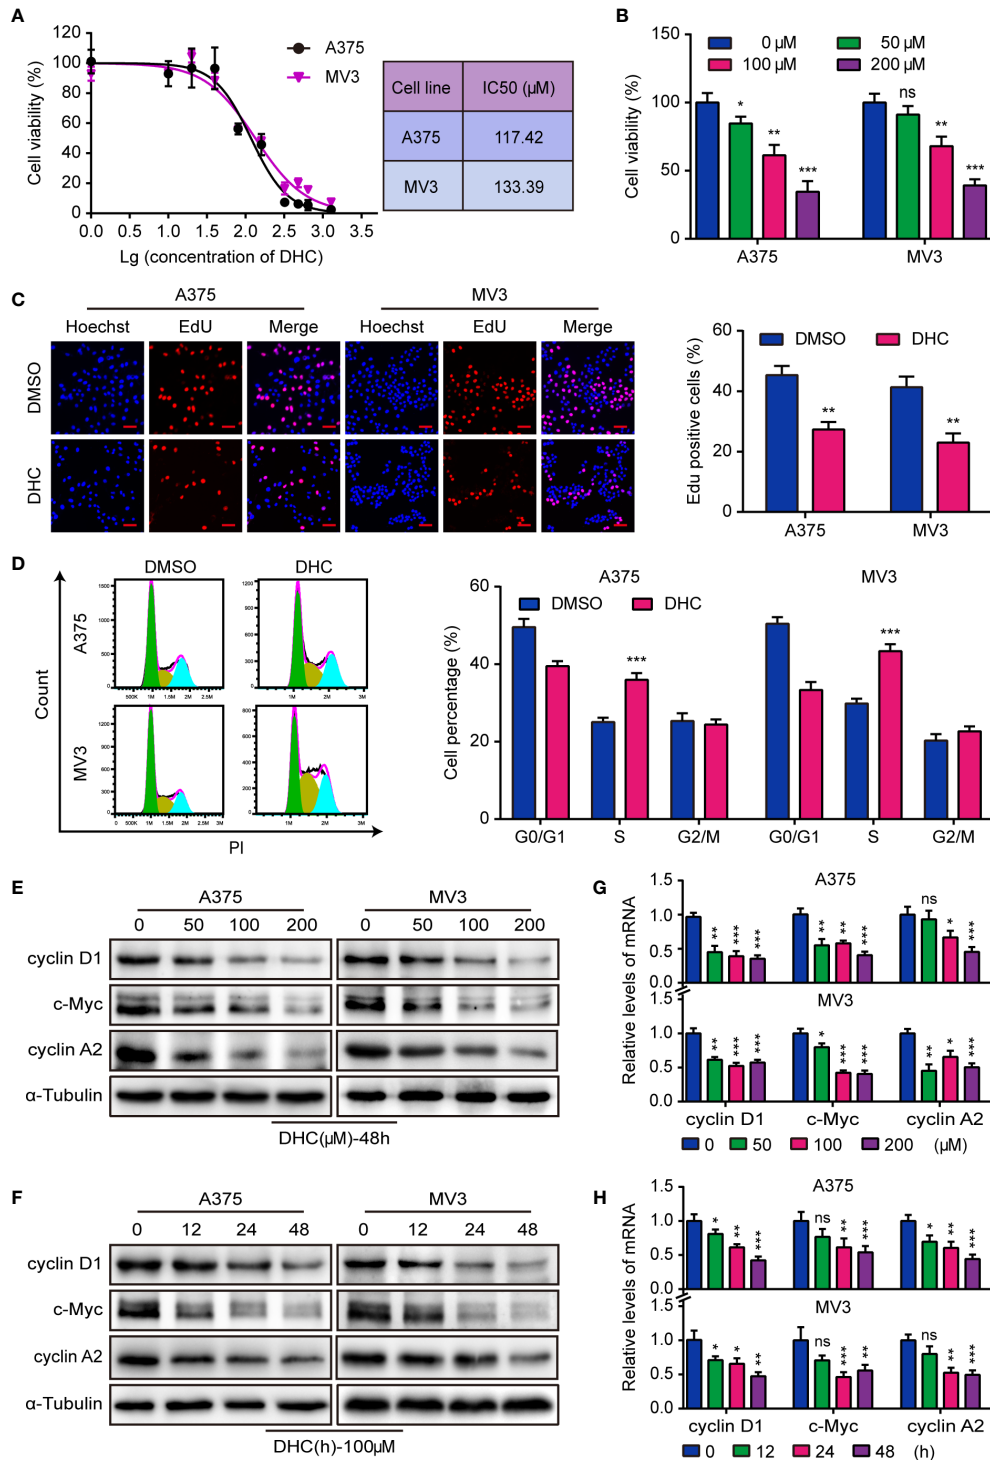 A
120
100
80
60
40
20
0
Cell viability (%)
0.0 1.0 1.5 2.0 2.5 3.0 3.5
Lg (concentration of DHC)
A375
MV3
Cell line IC50 (µM)
A375 117.42
MV3 133.39
B
0 µM 50 µM
100 µM 200 µM
150
100
50
0
Cell viability (%)
* ** *** ns ** ***
A375 MV3
C
A375 MV3
Hoechst EdU Merge Hoechst EdU Merge
DMSO
DHC
60
40
20
0
Edu positive cells (%)
DMSO DHC
** **
A375 MV3
D
DMSO DHC
A375
MV3
Count
PI
60
40
20
0
Cell percentage (%)
A375 MV3
DMSO DHC
*** ***
G0/G1 S G2/M G0/G1 S G2/M
E
A375 MV3
0 50 100 200 0 50 100 200
cyclin D1
c-Myc
cyclin A2
α-Tubulin
DHC(µM)-48h
F
A375 MV3
0 12 24 48 0 12 24 48
cyclin D1
c-Myc
cyclin A2
α-Tubulin
DHC(h)-100µM
G
Relative levels of mRNA
A375
1.5
1.0
0.5
0.0
** *** *** ** ** *** ns * ***
MV3
1.5
1.0
0.5
0.0
** *** *** * *** *** ** * ***
cyclin D1 c-Myc cyclin A2
0 50 100 200 (µM)
H
Relative levels of mRNA
A375
1.5
1.0
0.5
0.0
* ** *** ns ** *** * ** ***
MV3
1.5
1.0
0.5
0.0
* * ** ns *** ** ns ** ***
cyclin D1 c-Myc cyclin A2
0 12 24 48 (h)